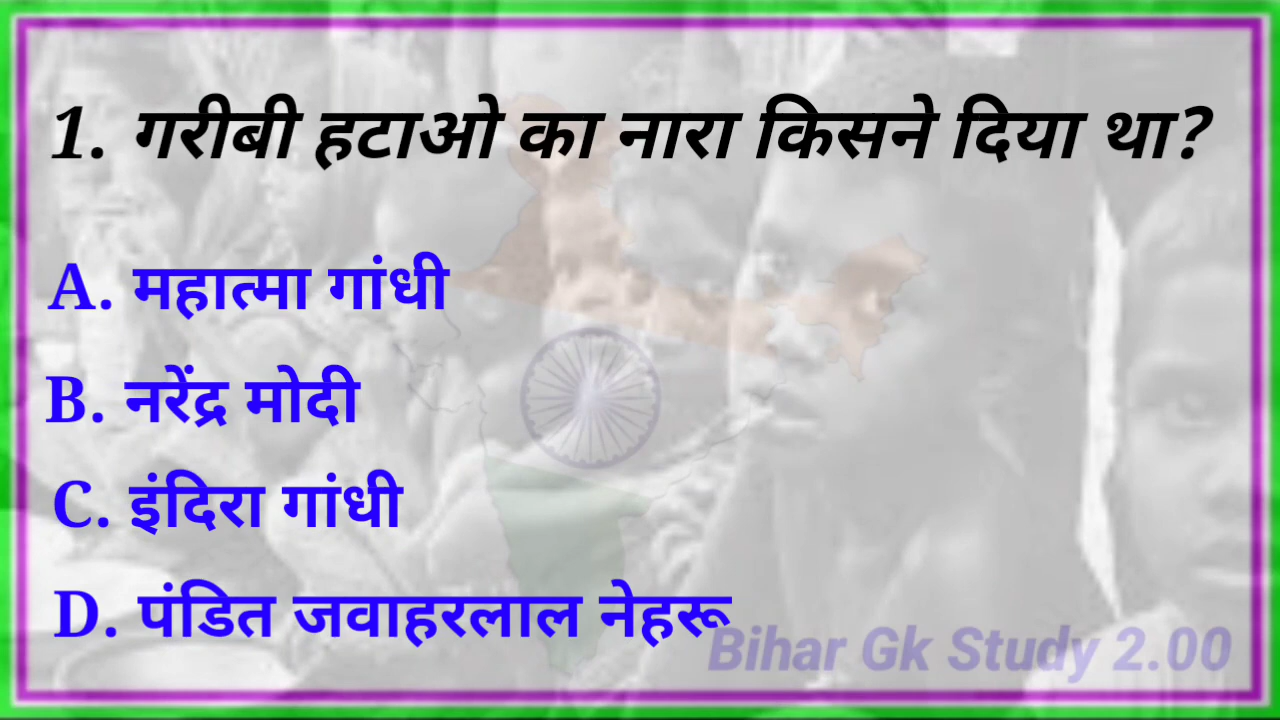 1. गरीबी हटाओ का नारा किसने दिया था?
A. महात्मा गांधी
B. नरेंद्र मोदी
C. इंदिरा गांधी
D. पंडित जवाहरलाल नेहरू
Bihar Gk Study 2.00